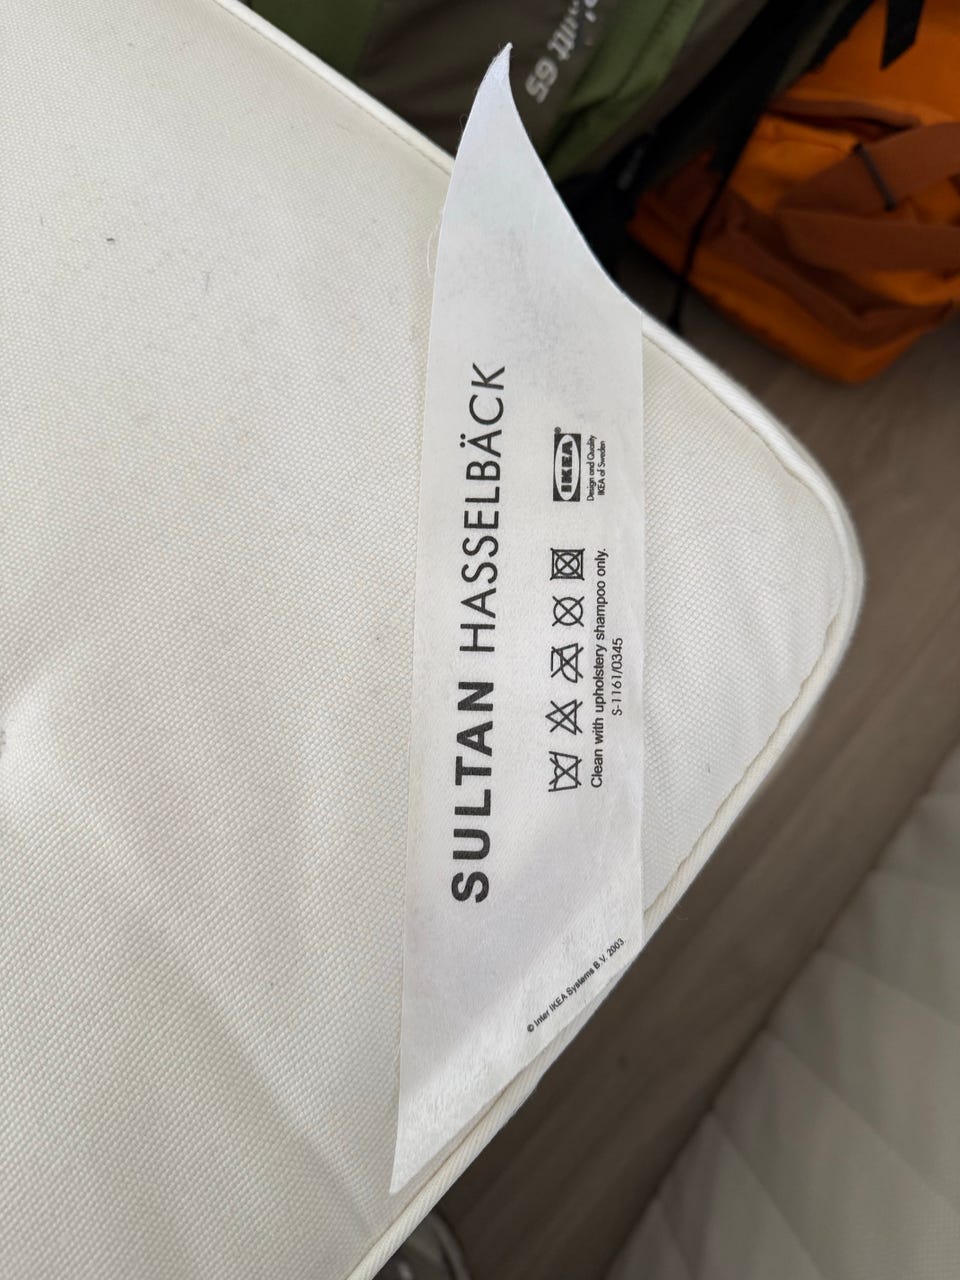 SULTAN HASSELBÄCK
IKEA®
Design and Quality
IKEA of Sweden
Clean with upholstery shampoo only.
S-1161/0345
© Inter IKEA Systems B.V. 2003
65